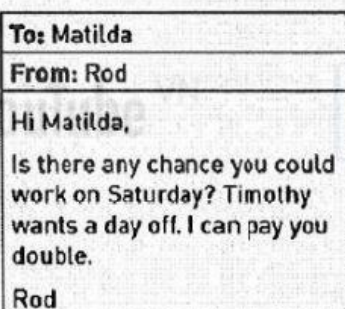 To: Matilda
From: Rod
Hi Matilda,
Is there any chance you could
work on Saturday? Timothy
wants a day off. I can pay you
double.
Rod